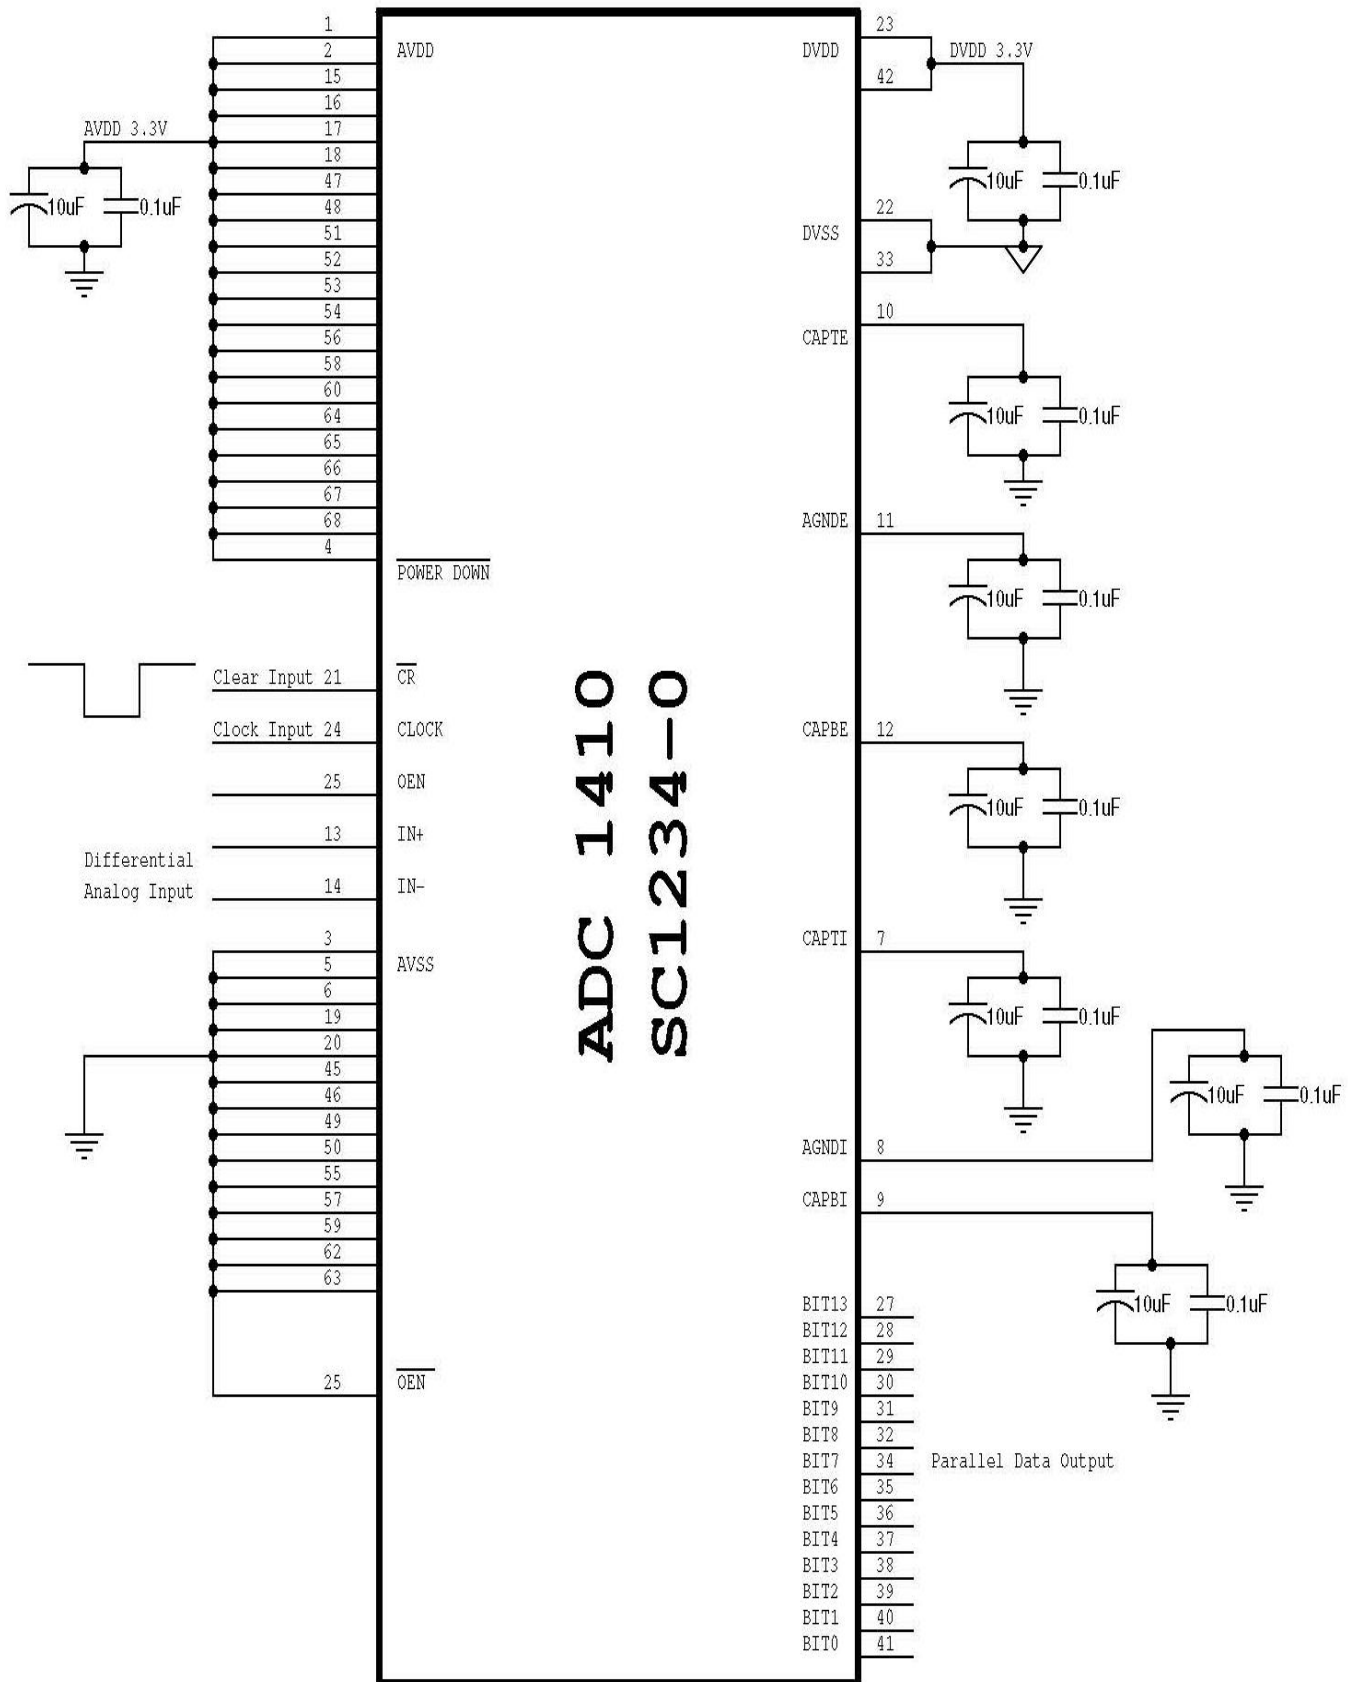 1
2
AVDD
15
16
AVDD 3.3V
17
18
47
10uF
0.1uF
48
51
52
53
54
56
58
60
64
65
66
67
68
4
POWER DOWN
Clear Input 21
CR
Clock Input 24
CLOCK
25
OEN
13
IN+
Differential
Analog Input
14
IN-
3
5
AVSS
6
19
20
45
46
49
50
55
57
59
62
63
25
OEN
ADC 1410
SC1234-0
23
DVDD
DVDD 3.3V
42
10uF
0.1uF
22
DVSS
33
10
CAPTE
10uF
0.1uF
AGNDE
11
10uF
0.1uF
CAPBE
12
10uF
0.1uF
CAPTI
7
10uF
0.1uF
10uF
0.1uF
AGNDI
8
CAPBI
9
10uF
0.1uF
BIT13 27
BIT12 28
BIT11 29
BIT10 30
BIT9 31
BIT8 32
BIT7 34
Parallel Data Output
BIT6 35
BIT5 36
BIT4 37
BIT3 38
BIT2 39
BIT1 40
BIT0 41